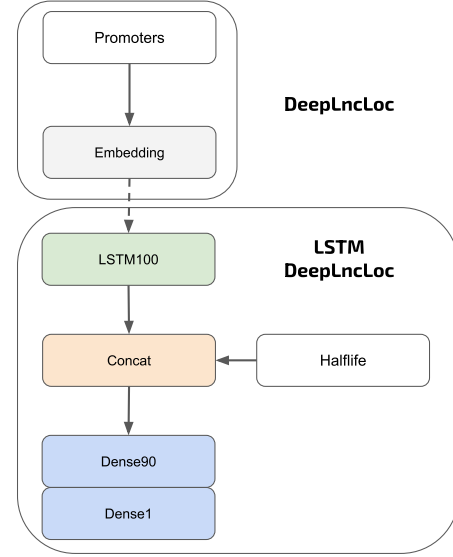 Promoters
DeepLncLoc
Embedding
LSTM100
LSTM
DeepLncLoc
Concat
Halflife
Dense90
Dense1